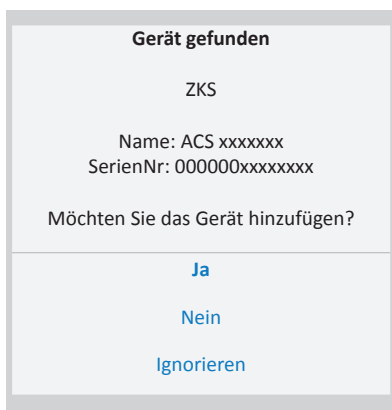 Gerät gefunden
ZKS
Name: ACS xxxxxxx
SerienNr: 000000xxxxxxxx
Möchten Sie das Gerät hinzufügen?
Ja
Nein
Ignorieren